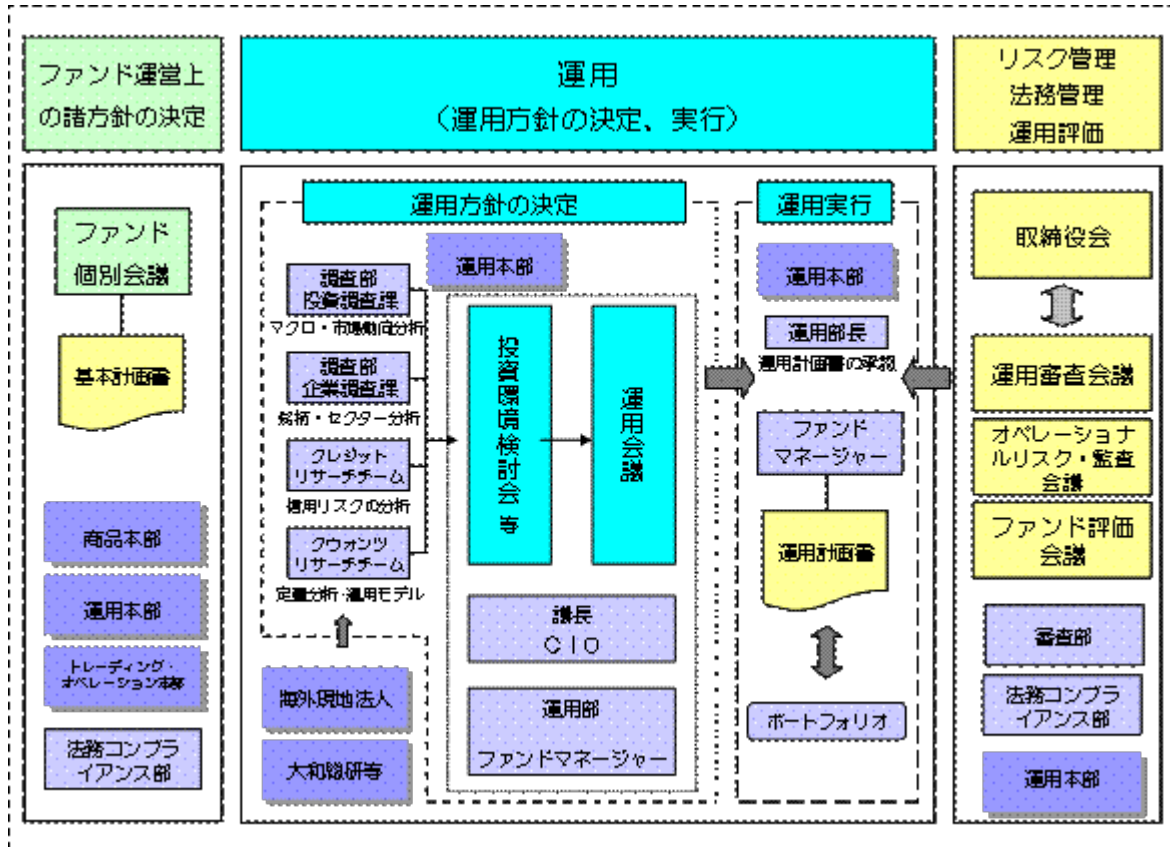 ファンド運営上
の諸方針の決定
運用
（運用方針の決定、実行）
リスク管理
法務管理
運用評価
ファンド
個別会議
基本計画書
商品本部
運用本部
トレーディング・
オペレーション本部
法務コンプラ
イアンス部
運用方針の決定
運用本部
調査部
投資調査課
マクロ・市場動向分析
調査部
企業調査課
銘柄・セクター分析
クレジット
リサーチチーム
信用リスクの分析
クウォンツ
リサーチチーム
定量分析・運用モデル
海外現地法人
大和総研等
投資環境検討会 等
運用会議
議長
ＣＩＯ
運用部
ファンドマネージャー
運用実行
運用本部
運用部長
運用計画書の承認
ファンド
マネージャー
運用計画書
ポートフォリオ
取締役会
運用審査会議
オペレーショナ
ルリスク・監査
会議
ファンド評価
会議
審査部
法務コンプラ
イアンス部
運用本部